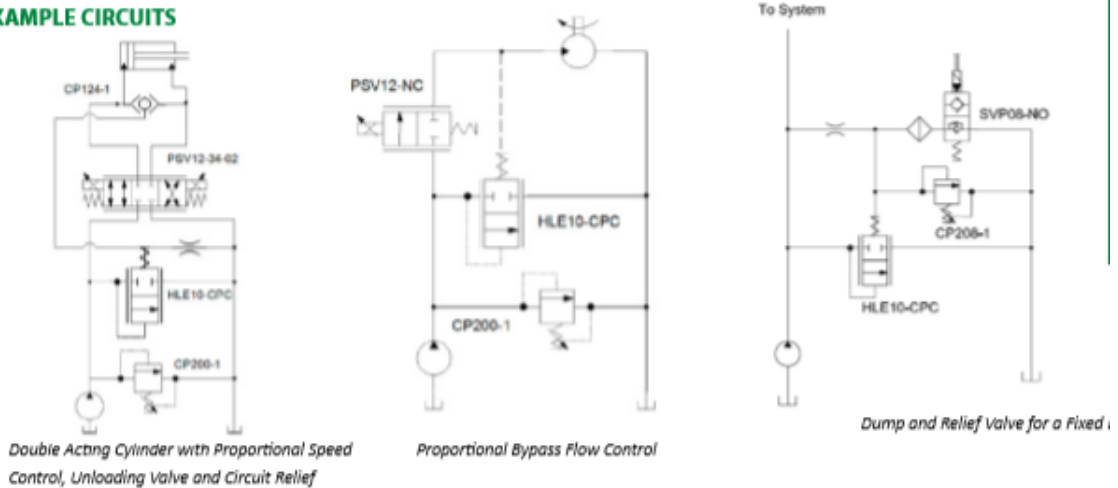 XAMPLE CIRCUITS
CP124-1
PSV12-34-02
HLE10-CPC
CP200-1
Double Acting Cylinder with Proportional Speed
Control, Unloading Valve and Circuit Relief
PSV12-NC
HLE10-CPC
CP200-1
Proportional Bypass Flow Control
To System
SVP08-NO
CP208-1
HLE10-CPC
Dump and Relief Valve for a Fixed